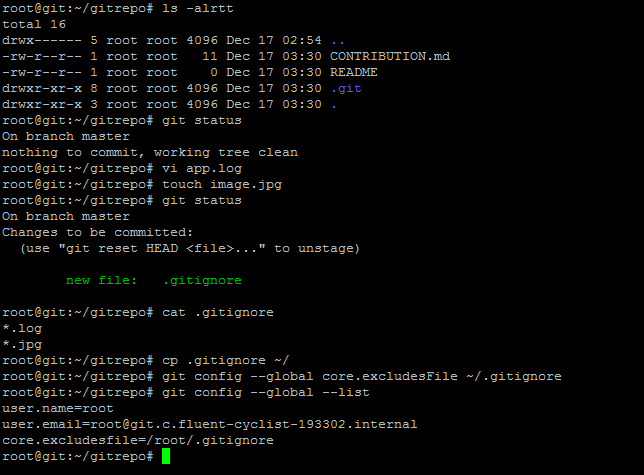 root@git:~/gitrepo# ls -alrtt
total 16
drwx------ 5 root root 4096 Dec 17 02:54 ..
-rw-r--r-- 1 root root   11 Dec 17 03:30 CONTRIBUTION.md
-rw-r--r-- 1 root root    0 Dec 17 03:30 README
drwxr-xr-x 8 root root 4096 Dec 17 03:30 .git
drwxr-xr-x 3 root root 4096 Dec 17 03:30 .
root@git:~/gitrepo# git status
On branch master
nothing to commit, working tree clean
root@git:~/gitrepo# vi app.log
root@git:~/gitrepo# touch image.jpg
root@git:~/gitrepo# git status
On branch master
Changes to be committed:
  (use "git reset HEAD <file>..." to unstage)
        new file:   .gitignore
root@git:~/gitrepo# cat .gitignore
*.log
*.jpg
root@git:~/gitrepo# cp .gitignore ~/
root@git:~/gitrepo# git config --global core.excludesFile ~/.gitignore
root@git:~/gitrepo# git config --global --list
user.name=root
user.email=root@git.c.fluent-cyclist-193302.internal
core.excludesfile=/root/.gitignore
root@git:~/gitrepo#